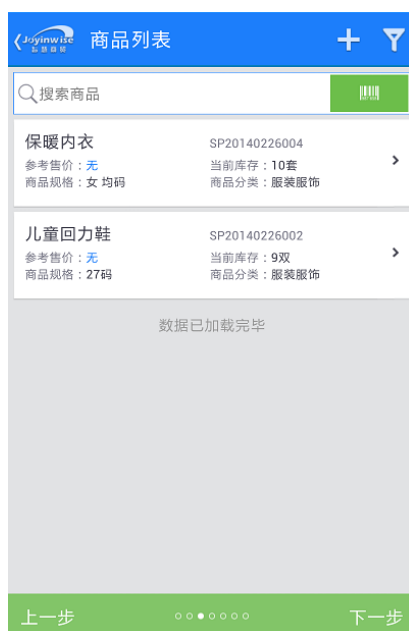 Joyinwise
商品列表
搜索商品
保暖内衣
SP20140226004
参考售价：无
当前库存：10套
商品规格：女 均码
商品分类：服装服饰
儿童回力鞋
SP20140226002
参考售价：无
当前库存：9双
商品规格：27码
商品分类：服装服饰
数据已加载完毕
上一步
下一步